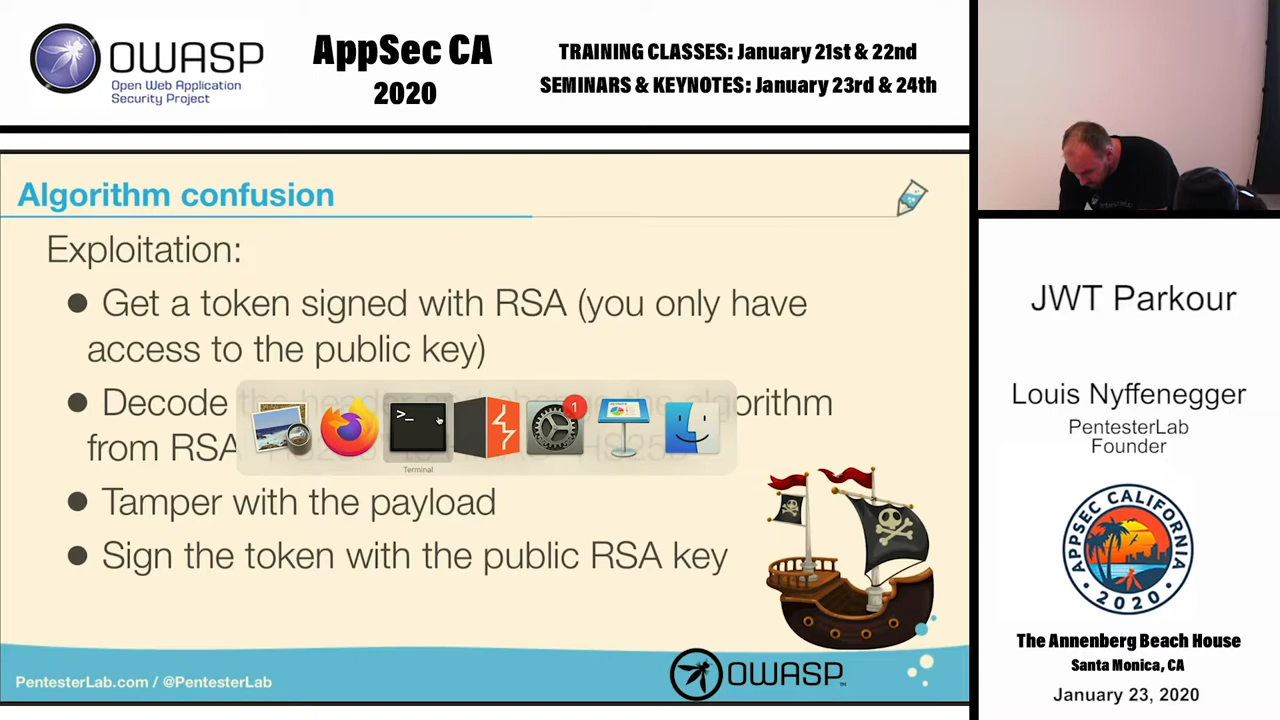 OWASP
Open Web Application
Security Project
AppSec CA
2020
TRAINING CLASSES: January 21st & 22nd
SEMINARS & KEYNOTES: January 23rd & 24th
Algorithm confusion
Exploitation:
● Get a token signed with RSA (you only have
access to the public key)
● Decode the header and change the algorithm
from RSA
>_
1
Terminal
● Tamper with the payload
● Sign the token with the public RSA key
PentesterLab.com / @PentesterLab
OWASP
JWT Parkour
Louis Nyffenegger
PentesterLab
Founder
APPSEC CALIFORNIA
2020
The Annenberg Beach House
Santa Monica, CA
January 23, 2020